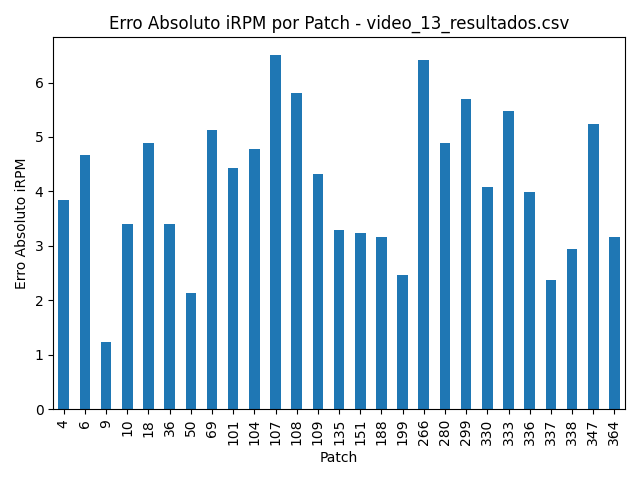 Erro Absoluto iRPM por Patch - video_13_resultados.csv
Erro Absoluto iRPM
6
5
4
3
2
1
0
4 6 9 10 18 36 50 69 101 104 107 108 109 135 151 188 199 266 280 299 330 333 336 337 338 347 364
Patch